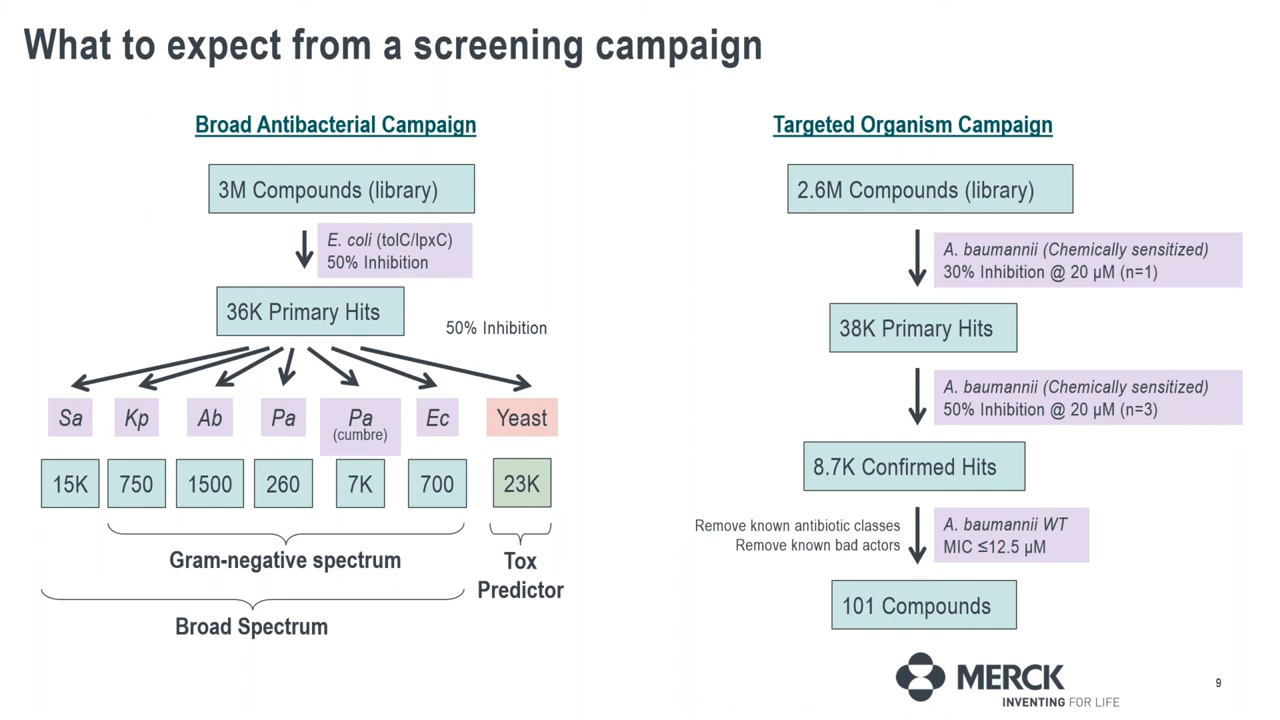 What to expect from a screening campaign
Broad Antibacterial Campaign
3M Compounds (library)
E. coli (tolC/lpxC)
50% Inhibition
36K Primary Hits
50% Inhibition
Sa
Kp
Ab
Pa
Pa
(cumbre)
Ec
Yeast
15K
750
1500
260
7K
700
23K
Gram-negative spectrum
Tox
Predictor
Broad Spectrum
Targeted Organism Campaign
2.6M Compounds (library)
A. baumannii (Chemically sensitized)
30% Inhibition @ 20 µM (n=1)
38K Primary Hits
A. baumannii (Chemically sensitized)
50% Inhibition @ 20 µM (n=3)
8.7K Confirmed Hits
Remove known antibiotic classes
Remove known bad actors
A. baumannii WT
MIC ≤12.5 µM
101 Compounds
MERCK
INVENTING FOR LIFE
9